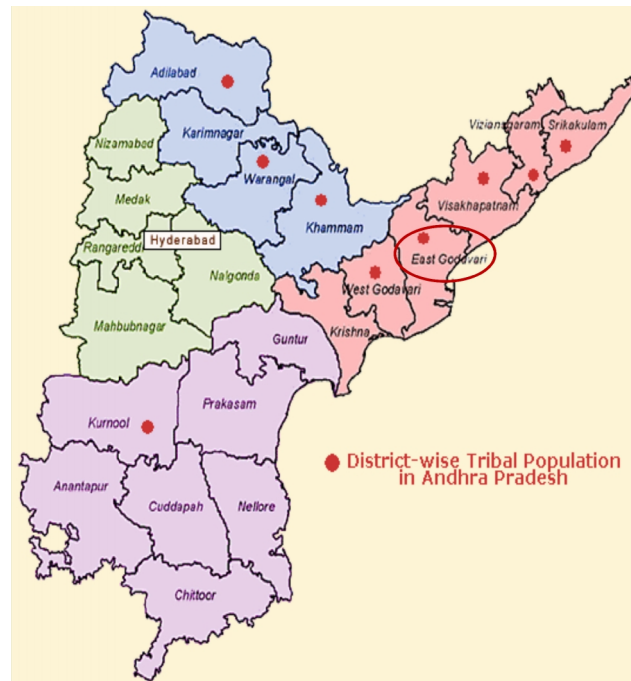 Adilabad
Karimnagar
Nizamabad
Vizianagaram
Srikakulam
Medak
Warangal
Visakhapatnam
Khammam
Hyderabad
Rangareddi
East Godavari
Nalgonda
West Godavari
Mahbubnagar
Krishna
Guntur
Prakasam
Kurnool
District-wise Tribal Population
in Andhra Pradesh
Anantapur
Cuddapah
Nellore
Chittoor